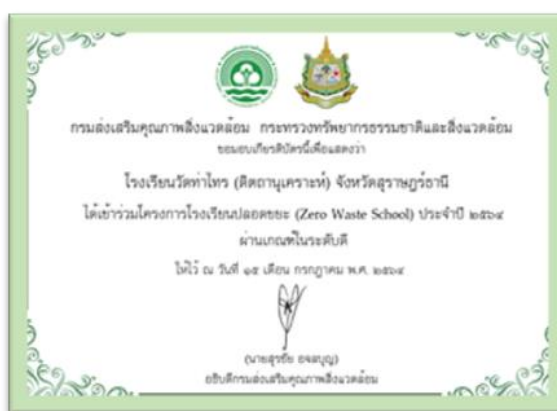 กรมส่งเสริมคุณภาพสิ่งแวดล้อม กระทรวงทรัพยากรธรรมชาติและสิ่งแวดล้อม
ขอมอบเกียรติบัตรนี้เพื่อแสดงว่า
โรงเรียนวัดท่าไทร (ดิตถานุเคราะห์) จังหวัดสุราษฎร์ธานี
ได้เข้าร่วมโครงการโรงเรียนปลอดขยะ (Zero Waste School) ประจำปี ๒๕๖๔
ผ่านเกณฑ์ในระดับดี
ให้ไว้ ณ วันที่ ๑๕ เดือน กรกฎาคม พ.ศ. ๒๕๖๔
(นายสุรชัย อจลบุญ)
อธิบดีกรมส่งเสริมคุณภาพสิ่งแวดล้อม